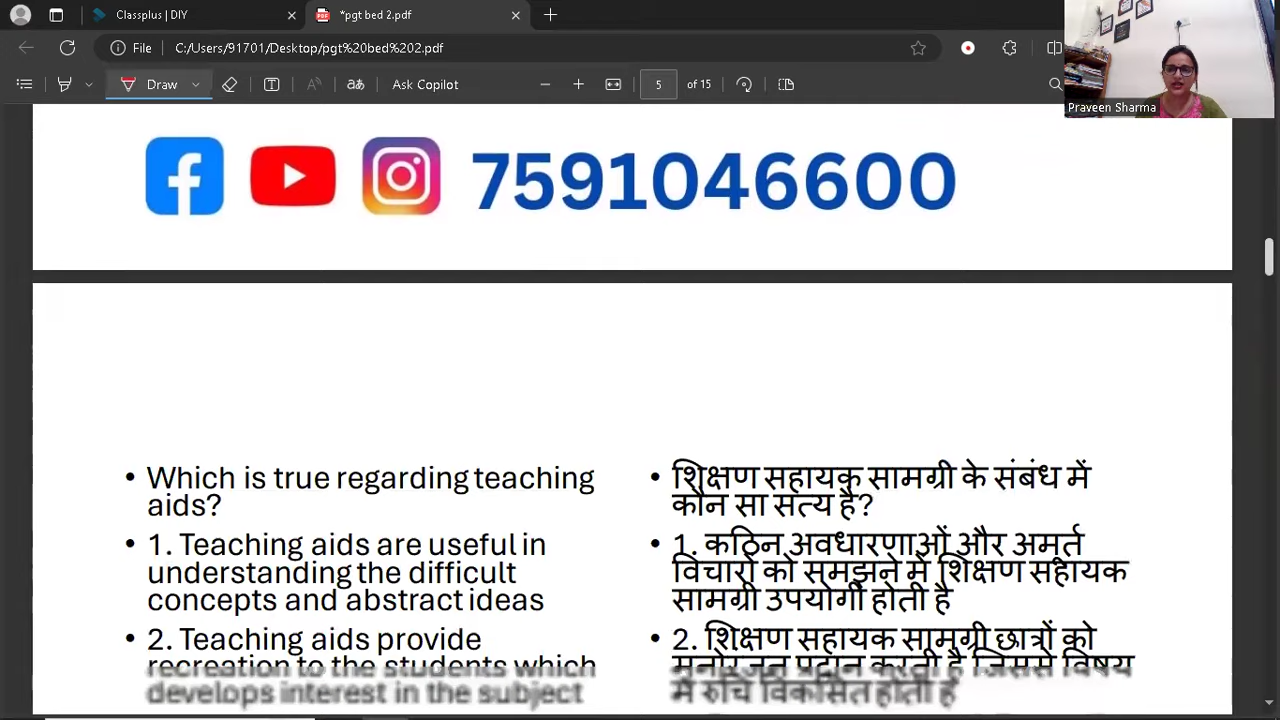 Classplus | DIY
*pgt bed 2.pdf
File
C:/Users/91701/Desktop/pgt%20bed%202.pdf
Draw
aあ
Ask Copilot
5 of 15
Praveen Sharma
7591046600
• Which is true regarding teaching
aids?
• 1. Teaching aids are useful in
understanding the difficult
concepts and abstract ideas
• 2. Teaching aids provide
recreation to the students which
develops interest in the subject
• शिक्षण सहायक सामग्री के संबंध में
कौन सा सत्य है?
• 1. कठिन अवधारणाओं और अमूर्त
विचारों को समझने में शिक्षण सहायक
सामग्री उपयोगी होती है
• 2. शिक्षण सहायक सामग्री छात्रों को
मनोरंजन प्रदान करती है जिससे विषय
में रुचि विकसित होती है